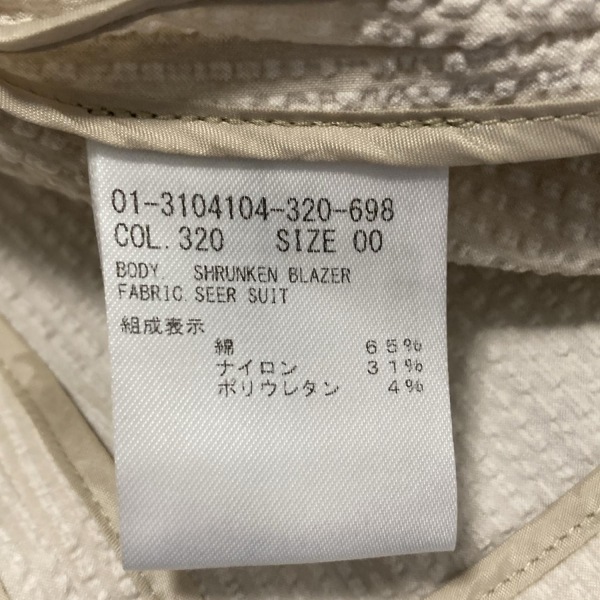 01-3104104-320-698
COL.320 SIZE 00
BODY. SHRUNKEN BLAZER
FABRIC.SEER SUIT
組成表示
綿 65%
ナイロン 31%
ポリウレタン 4%